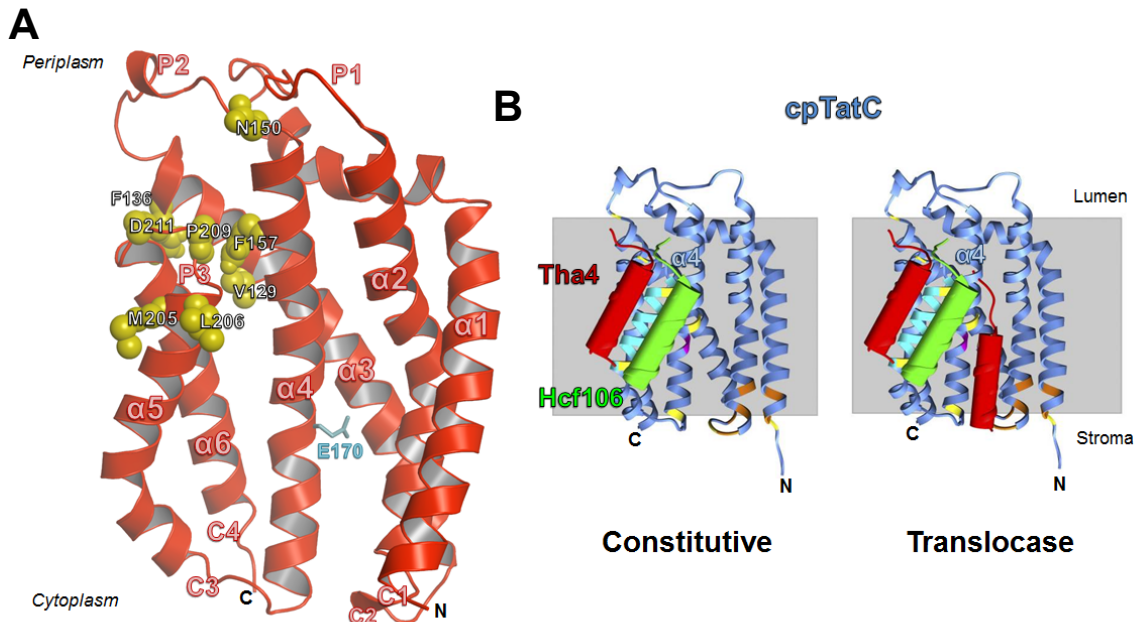 A
Periplasm
P2
P1
N150
F136
D211
P209
F157
P3
V129
M205
L206
α2
α1
α3
α5
α4
α6
E170
C4
C3
C
C1
C2
N
Cytoplasm
B
cpTatC
Lumen
α4
α4
Tha4
Hcf106
C
C
Stroma
N
N
Constitutive
Translocase